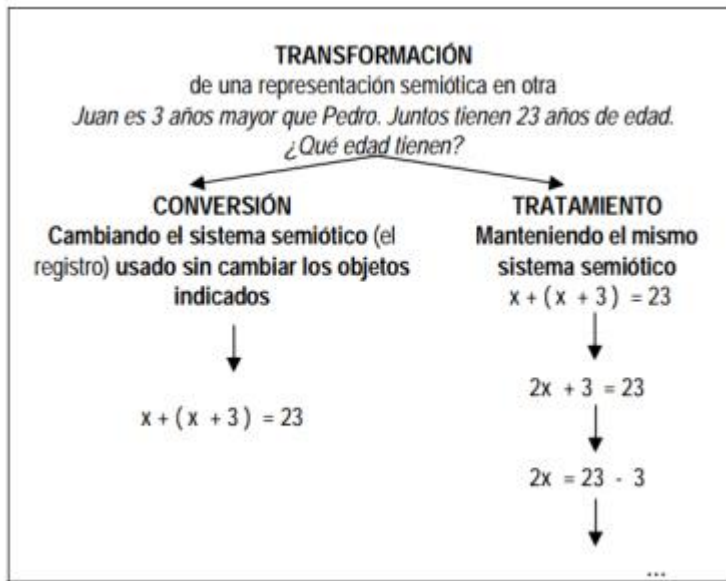 TRANSFORMACIÓN
de una representación semiótica en otra
Juan es 3 años mayor que Pedro. Juntos tienen 23 años de edad.
¿Qué edad tienen?
CONVERSIÓN
Cambiando el sistema semiótico (el
registro) usado sin cambiar los objetos
indicados
x + ( x + 3 ) = 23
TRATAMIENTO
Manteniendo el mismo
sistema semiótico
x + ( x + 3 ) = 23
2x + 3 = 23
2x = 23 - 3
...